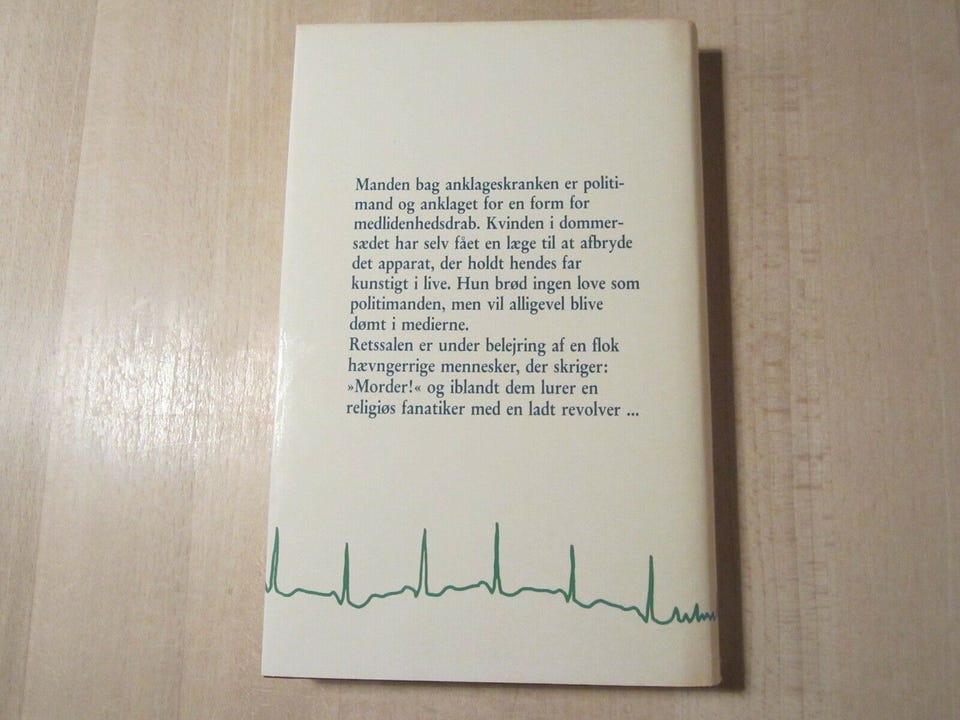 Manden bag anklageskranken er politi-
mand og anklaget for en form for
medlidenhedsdrab. Kvinden i dommer-
sædet har selv fået en læge til at afbryde
det apparat, der holdt hendes far
kunstigt i live. Hun brød ingen love som
politimanden, men vil alligevel blive
dømt i medierne.
Retssalen er under belejring af en flok
hævngerrige mennesker, der skriger:
»Morder!« og iblandt dem lurer en
religiøs fanatiker med en ladt revolver ...